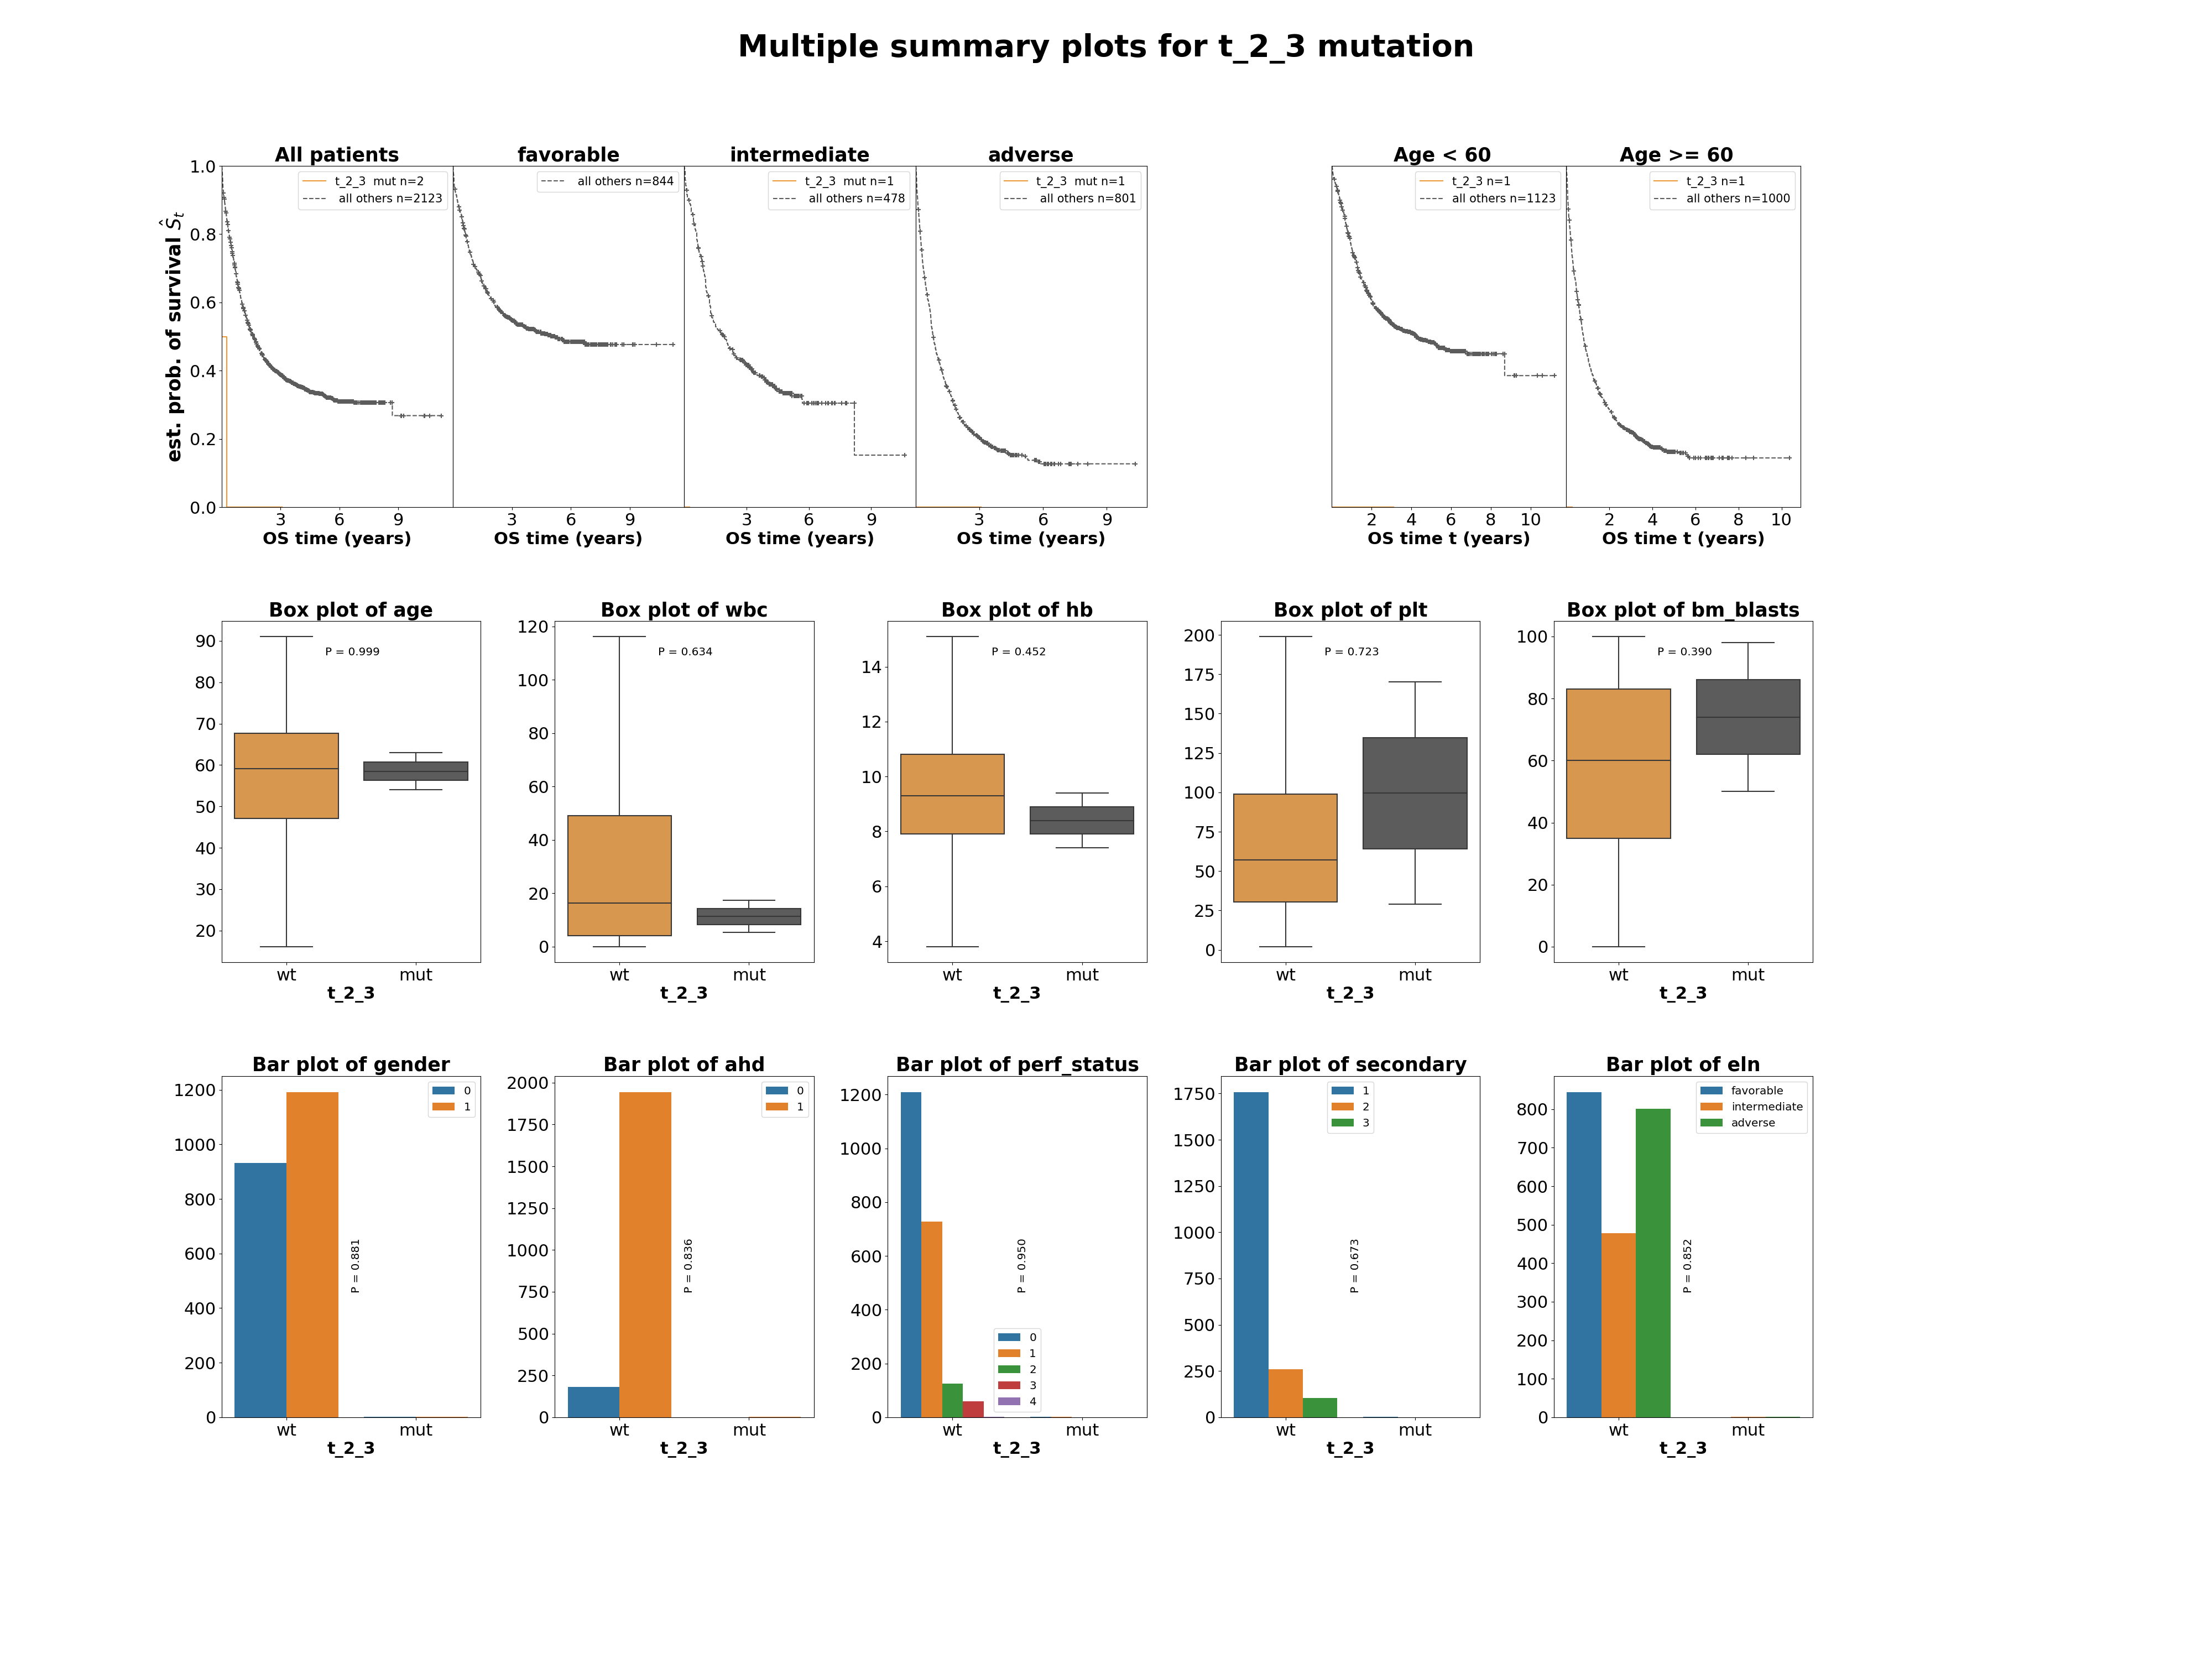 Multiple summary plots for t_2_3 mutation
All patients
favorable
intermediate
adverse
Age < 60
Age >= 60
est. prob. of survival Ŝt
1.0
0.8
0.6
0.4
0.2
0.0
t_2_3 mut n=2
all others n=2123
all others n=844
t_2_3 mut n=1
all others n=478
t_2_3 mut n=1
all others n=801
t_2_3 n=1
all others n=1123
t_2_3 n=1
all others n=1000
3 6 9
3 6 9
3 6 9
3 6 9
2 4 6 8 10
2 4 6 8 10
OS time (years)
OS time (years)
OS time (years)
OS time (years)
OS time t (years)
OS time t (years)
Box plot of age
90
80
70
60
50
40
30
20
P = 0.999
wt mut
t_2_3
Box plot of wbc
120
100
80
60
40
20
0
P = 0.634
wt mut
t_2_3
Box plot of hb
14
12
10
8
6
4
P = 0.452
wt mut
t_2_3
Box plot of plt
200
175
150
125
100
75
50
25
0
P = 0.723
wt mut
t_2_3
Box plot of bm_blasts
100
80
60
40
20
0
P = 0.390
wt mut
t_2_3
Bar plot of gender
1200
1000
800
600
400
200
0
0
1
P = 0.881
wt mut
t_2_3
Bar plot of ahd
2000
1750
1500
1250
1000
750
500
250
0
0
1
P = 0.836
wt mut
t_2_3
Bar plot of perf_status
1200
1000
800
600
400
200
0
P = 0.950
0
1
2
3
4
wt mut
t_2_3
Bar plot of secondary
1750
1500
1250
1000
750
500
250
0
1
2
3
P = 0.673
wt mut
t_2_3
Bar plot of eln
800
700
600
500
400
300
200
100
0
favorable
intermediate
adverse
P = 0.852
wt mut
t_2_3